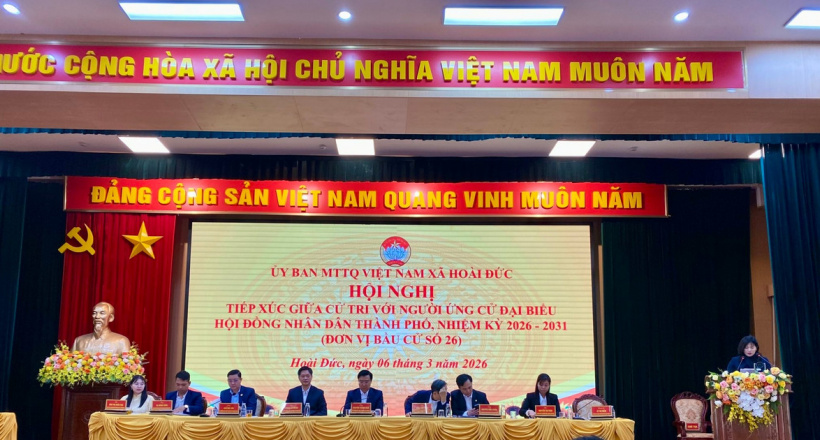 NƯỚC CỘNG HÒA XÃ HỘI CHỦ NGHĨA VIỆT NAM MUÔN NĂM
ĐẢNG CỘNG SẢN VIỆT NAM QUANG VINH MUÔN NĂM
ỦY BAN MTTQ VIỆT NAM XÃ HOÀI ĐỨC
HỘI NGHỊ
TIẾP XÚC GIỮA CỬ TRI VỚI NGƯỜI ỨNG CỬ ĐẠI BIỂU
HỘI ĐỒNG NHÂN DÂN THÀNH PHỐ, NHIỆM KỲ 2026 - 2031
(ĐƠN VỊ BẦU CỬ SỐ 26)
Hoài Đức, ngày 06 tháng 3 năm 2026